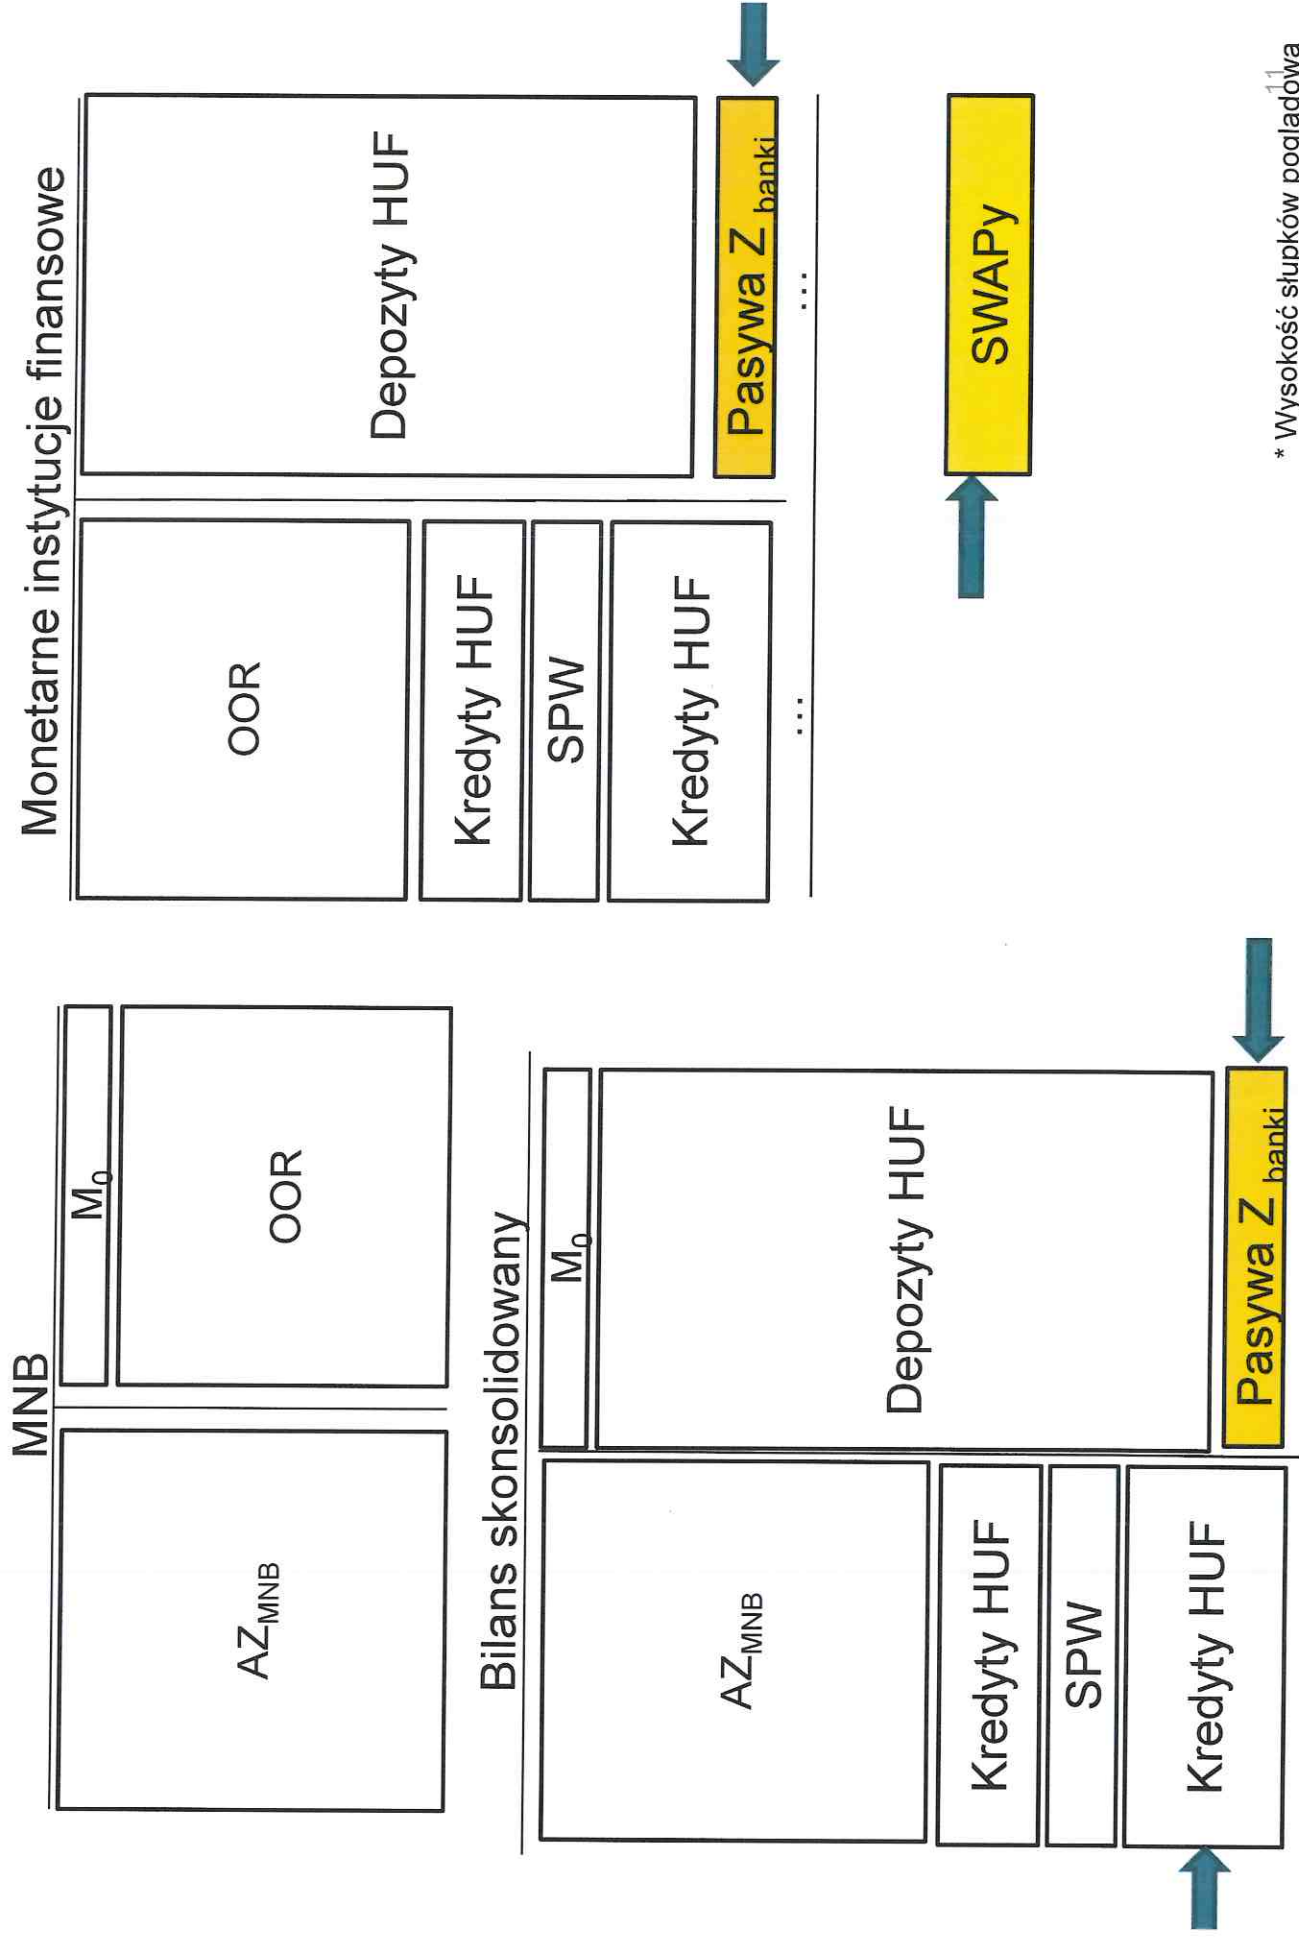 MNB
AZMNB
M0
OOR
Bilans skonsolidowany
AZMNB
Kredyty HUF
SPW
Kredyty HUF
M0
Depozyty HUF
Pasywa Z banki
Monetarne instytucje finansowe
OOR
Kredyty HUF
SPW
Kredyty HUF
...
Depozyty HUF
Pasywa Z banki
...
SWAPy
11
* Wysokość słupków poglądowa